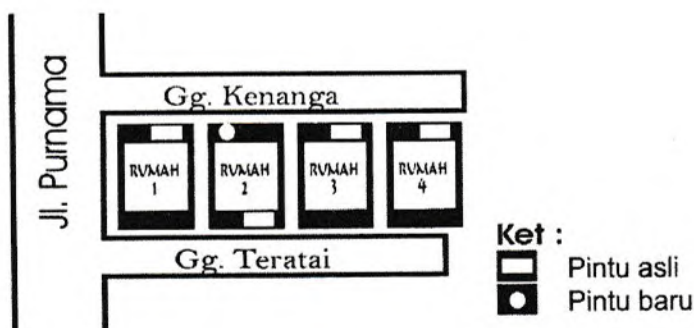 Jl. Purnama
Gg. Kenanga
RUMAH
1
RUMAH
2
RUMAH
3
RUMAH
4
Gg. Teratai
Ket :
Pintu asli
Pintu baru